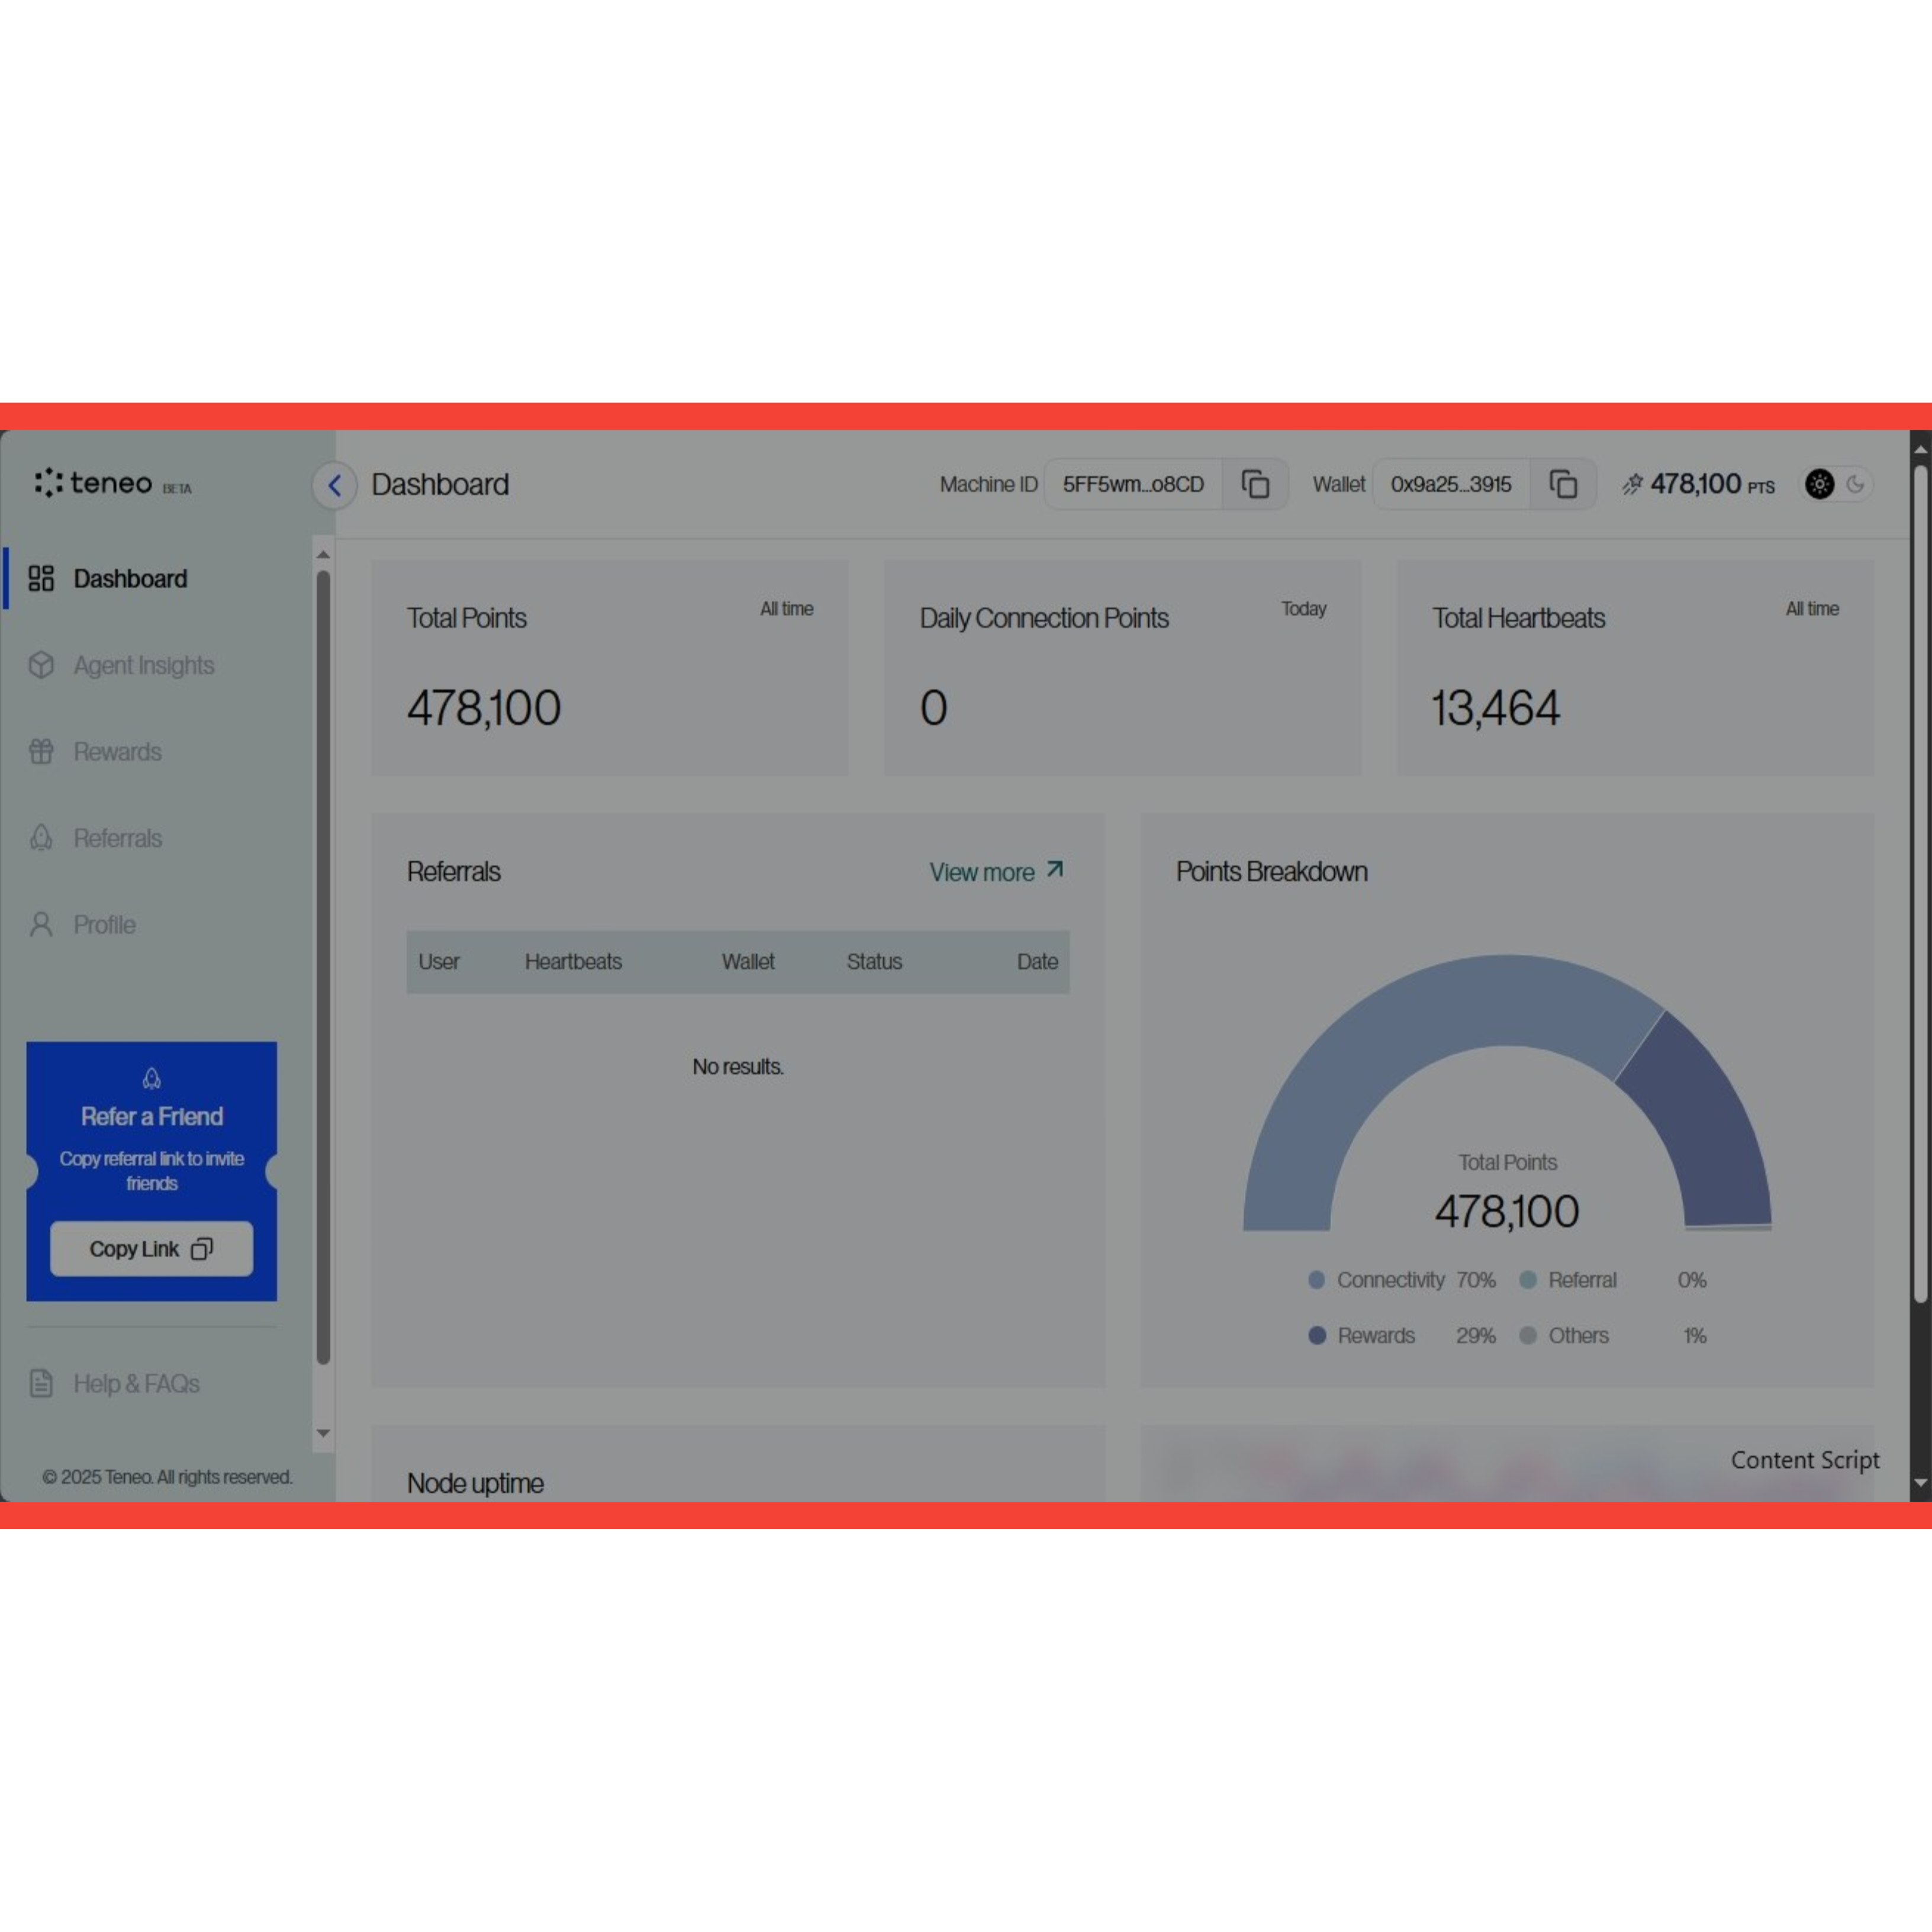 teneo BETA
Dashboard
Machine ID 5FF5wm...o8CD Wallet 0x9a25...3915 478,100 PTS
Dashboard
Agent Insights
Rewards
Referrals
Profile
Refer a Friend
Copy referral link to invite
friends
Copy Link
Help & FAQs
© 2025 Teneo. All rights reserved.
Total Points All time
478,100
Daily Connection Points Today
0
Total Heartbeats All time
13,464
Referrals View more
User Heartbeats Wallet Status Date
No results.
Points Breakdown
Total Points
478,100
Connectivity 70% Referral 0%
Rewards 29% Others 1%
Node uptime
Content Script